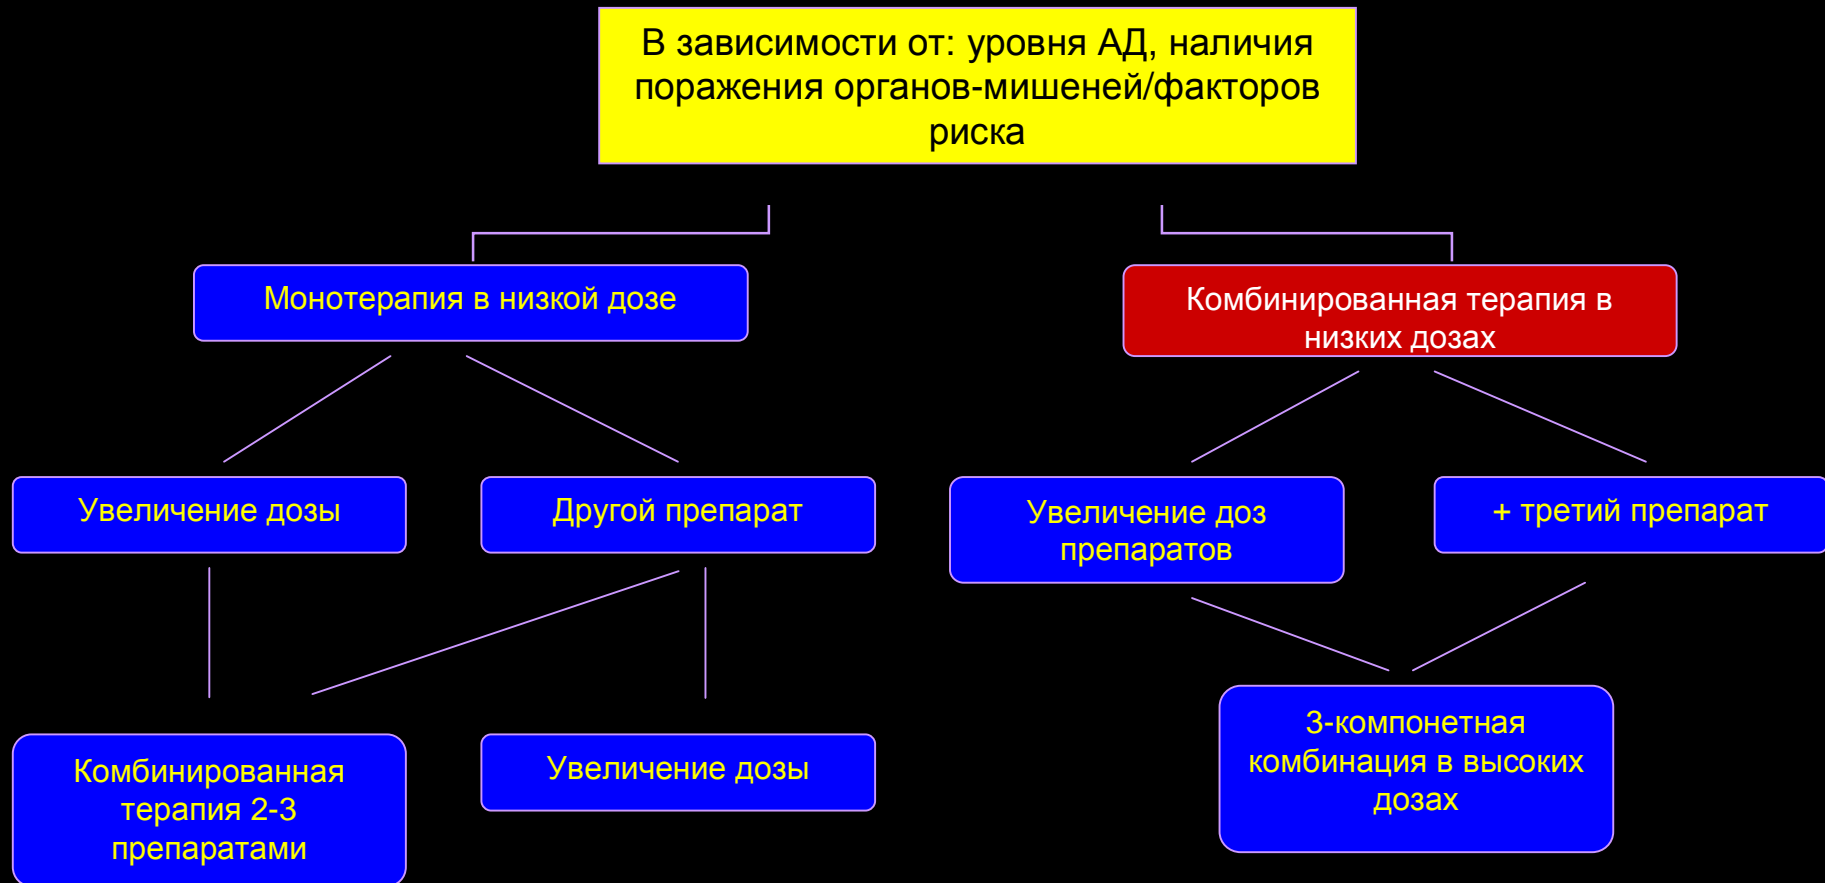 В зависимости от: уровня АД, наличия
поражения органов-мишеней/факторов
риска
Монотерапия в низкой дозе
Комбинированная терапия в
низких дозах
Увеличение дозы
Другой препарат
Увеличение доз
препаратов
+ третий препарат
Комбинированная
терапия 2-3
препаратами
Увеличение дозы
3-компонетная
комбинация в высоких
дозах